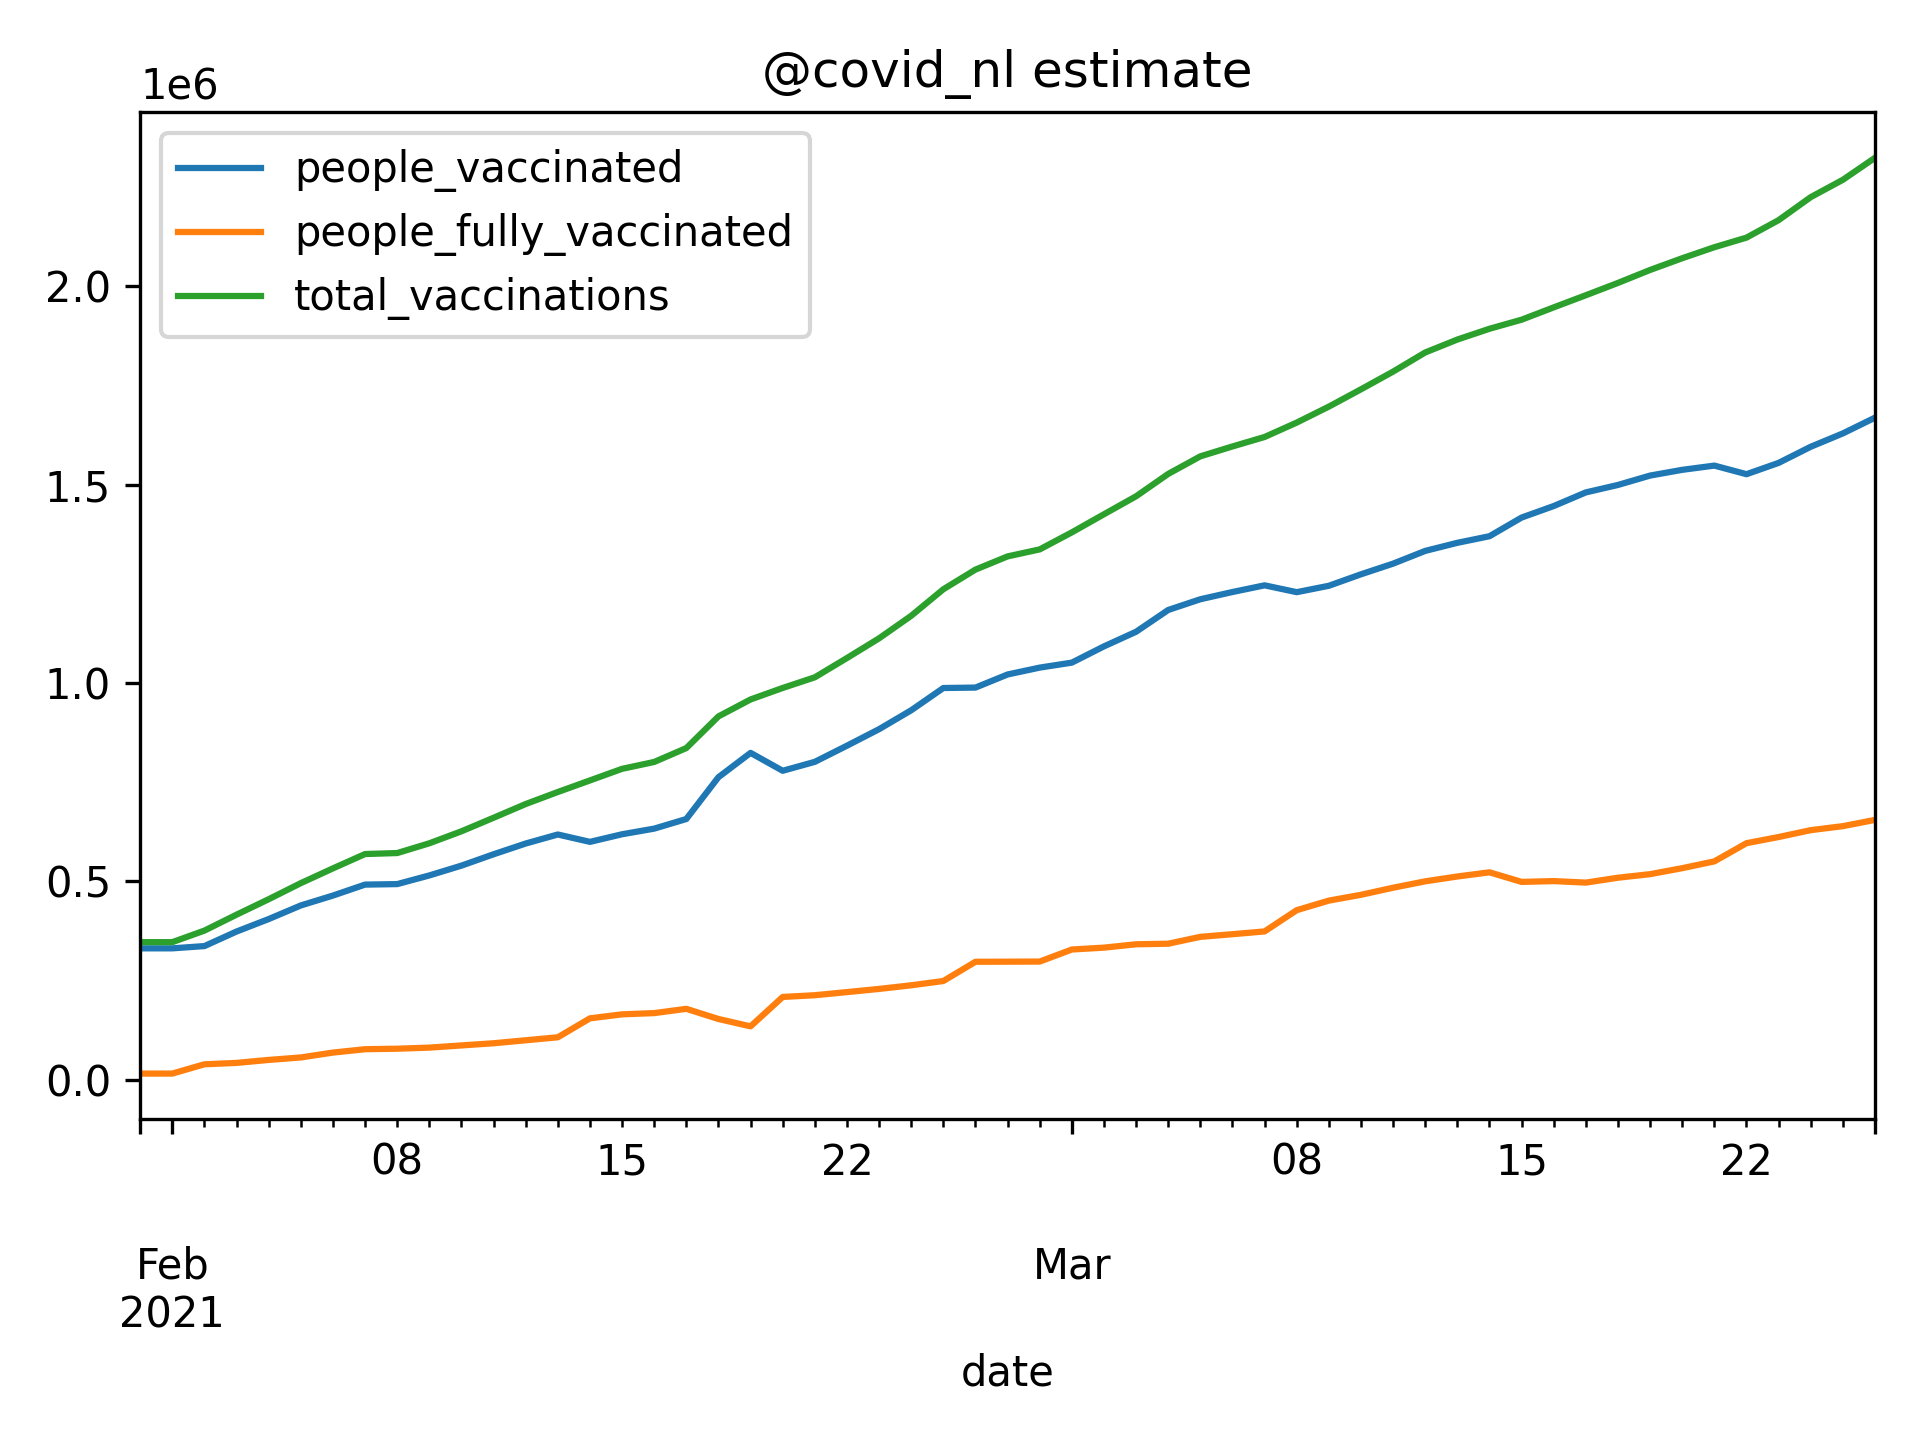 @covid_nl estimate
1e6
people_vaccinated
people_fully_vaccinated
total_vaccinations
2.0
1.5
1.0
0.5
0.0
08 15 22 08 15 22
Feb Mar
2021
date